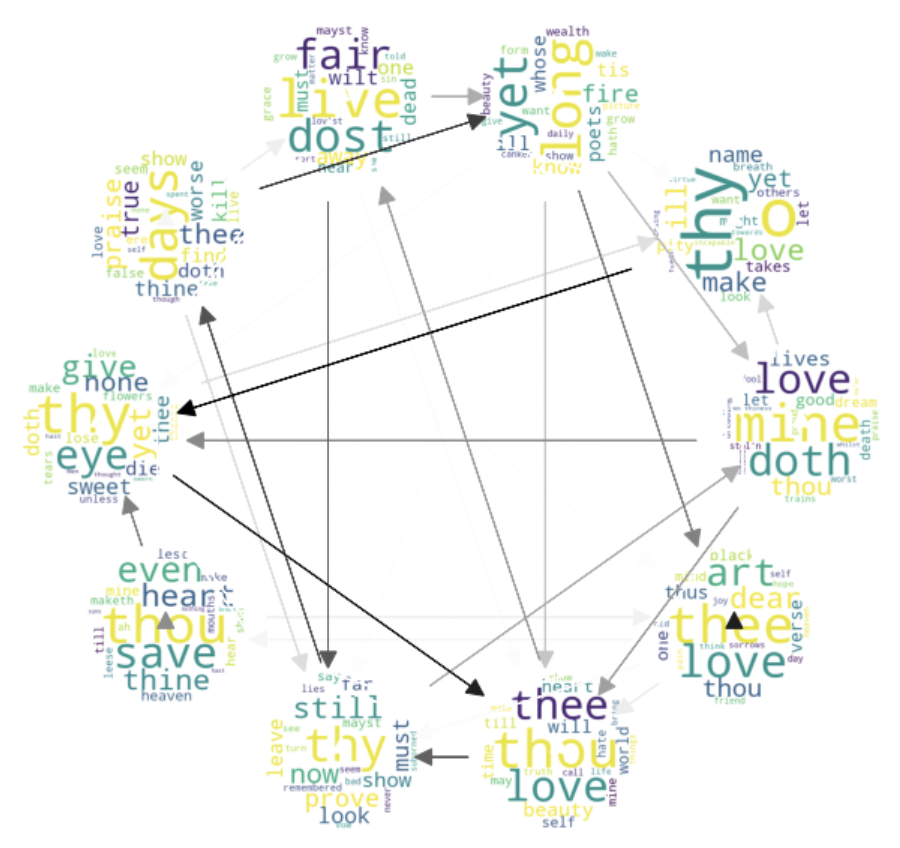 mayst
know
grow
told
fair
one
wilt
sin
must
grace
live
dead
lov'st
dost
still
away
near
wealth
form
wake
beauty
yet
whose
long
tis
fire
picture
want
give
poets
grow
ill
daily
hath
canker
show
know
show
seem
praise
true
days
worse
kill
live
spent
love
thee
self
find
false
doth
thine
though
name
breath
virtue
yet
others
ill
thy
want
O
let
might
towards
pity
incapable
love
takes
make
look
love
give
none
make
flowers
thy
thee
doth
yet
lose
eye
tears
die
sweet
unless
lives
love
let
good
dream
mine
praise
death
doth
thou
worst
trains
even
mine
heart
maketh
thou
mouths
ah
till
save
hear
leese
thine
heaven
art
self
hope
thus
dear
joy
thee
verse
one
think
sorrows
love
day
thou
friend
say
lies
far
still
mayst
see
thy
must
leave
turn
now
seem
bad
show
remembered
prove
never
look
heart
thee
bring
till
will
thou
hate
world
time
truth
call
life
may
love
mine
beauty
self